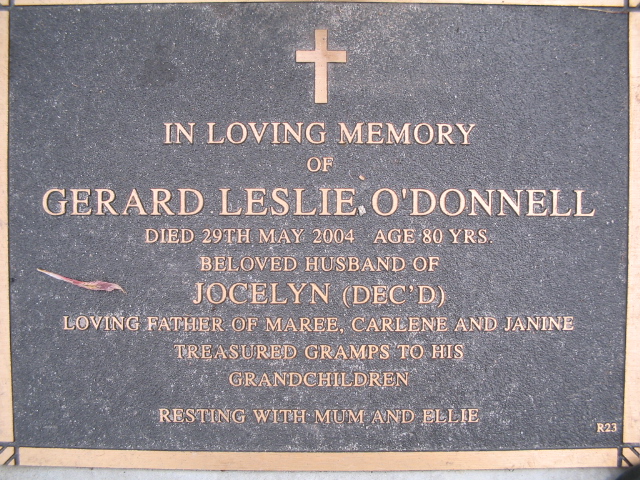 IN LOVING MEMORY
OF
GERARD LESLIE O'DONNELL
DIED 29TH MAY 2004 AGE 80 YRS.
BELOVED HUSBAND OF
JOCELYN (DEC'D)
LOVING FATHER OF MAREE, CARLENE AND JANINE
TREASURED GRAMPS TO HIS
GRANDCHILDREN
RESTING WITH MUM AND ELLIE
R23